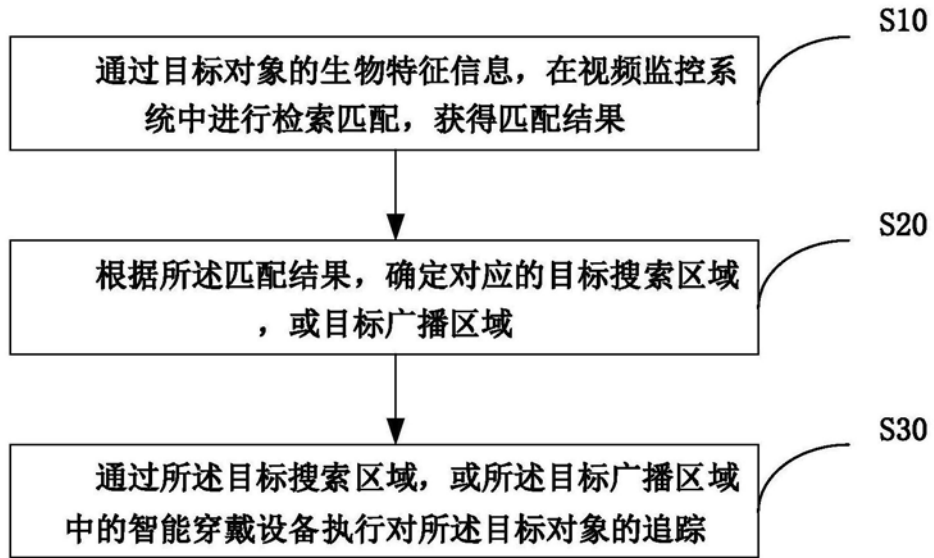 S10
通过目标对象的生物特征信息，在视频监控系
统中进行检索匹配，获得匹配结果
S20
根据所述匹配结果，确定对应的目标搜索区域
，或目标广播区域
S30
通过所述目标搜索区域，或所述目标广播区域
中的智能穿戴设备执行对所述目标对象的追踪